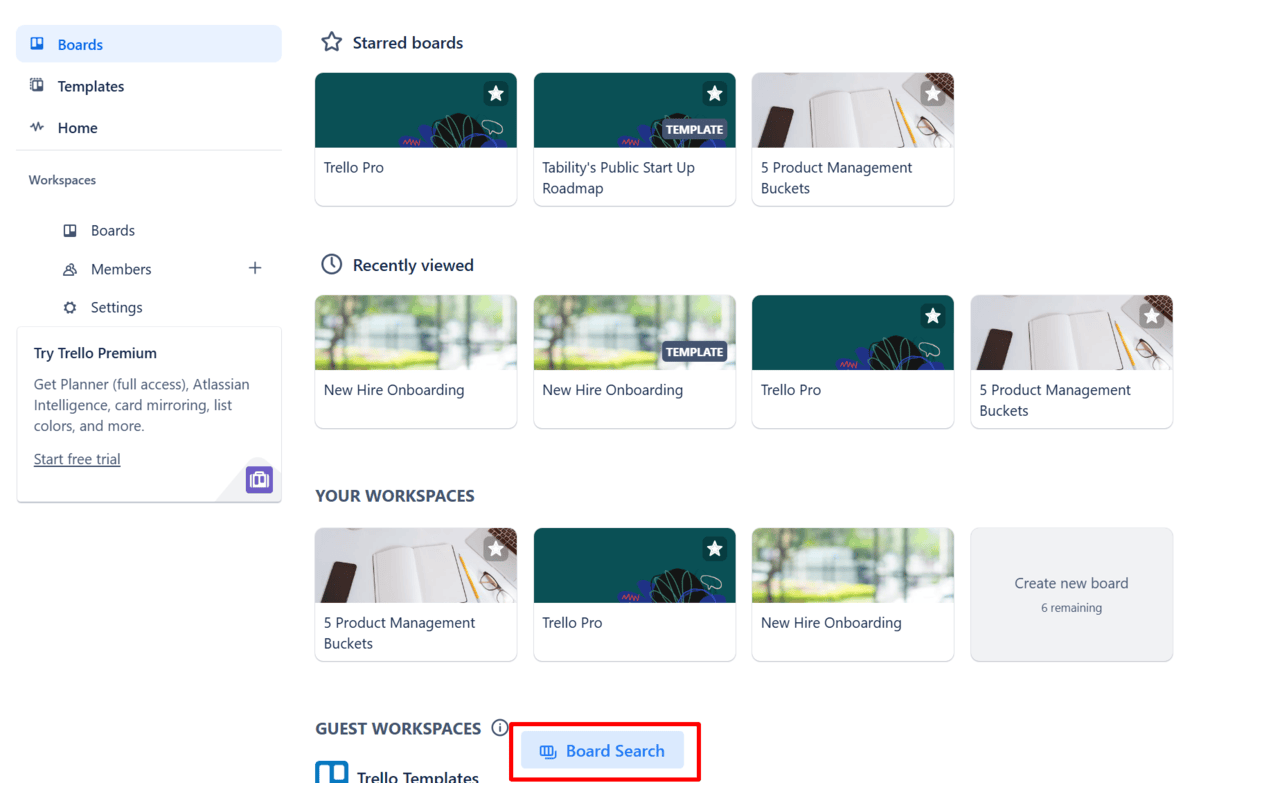 Boards
Templates
Home
Workspaces
Boards
Members
Settings
Try Trello Premium
Get Planner (full access), Atlassian
Intelligence, card mirroring, list
colors, and more.
Start free trial
Starred boards
Trello Pro
TEMPLATE
Tability's Public Start Up
Roadmap
5 Product Management
Buckets
Recently viewed
New Hire Onboarding
TEMPLATE
New Hire Onboarding
Trello Pro
5 Product Management
Buckets
YOUR WORKSPACES
5 Product Management
Buckets
Trello Pro
New Hire Onboarding
Create new board
6 remaining
GUEST WORKSPACES
Board Search
Trello Templates